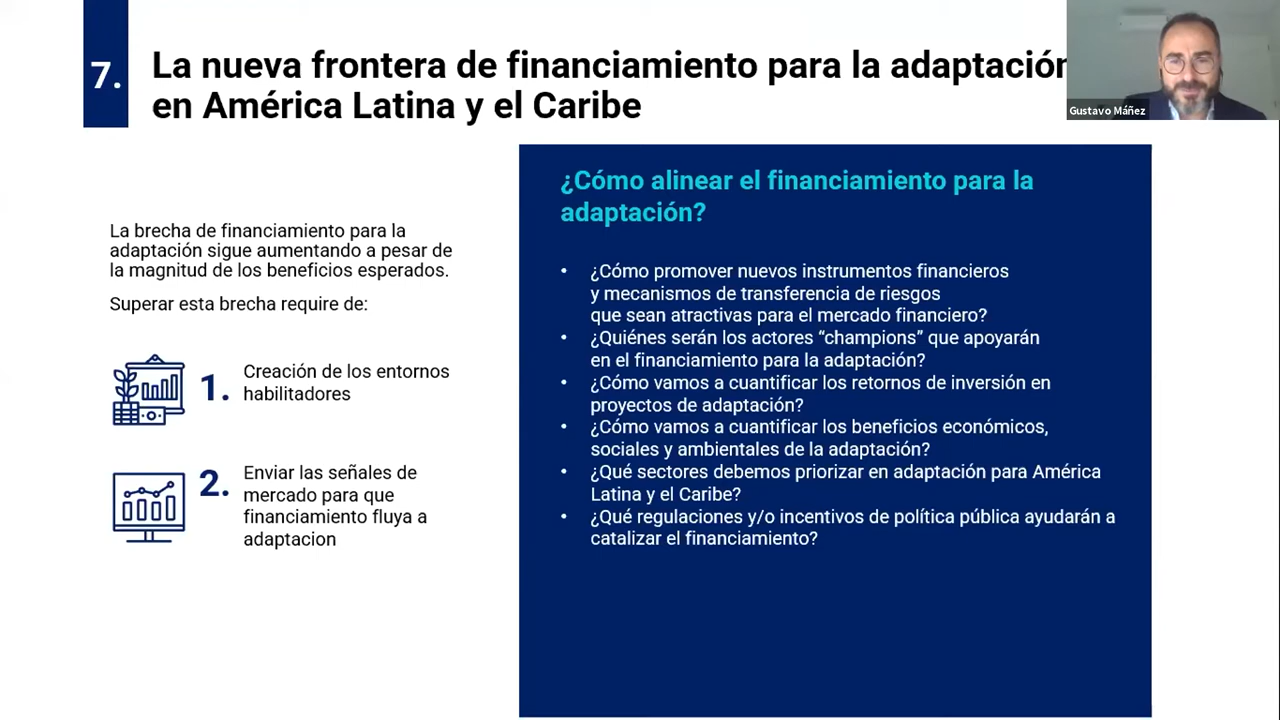 7.
La nueva frontera de financiamiento para la adaptación
en América Latina y el Caribe
Gustavo Máñez
La brecha de financiamiento para la
adaptación sigue aumentando a pesar de
la magnitud de los beneficios esperados.
Superar esta brecha require de:
1.
Creación de los entornos
habilitadores
2.
Enviar las señales de
mercado para que
financiamiento fluya a
adaptacion
¿Cómo alinear el financiamiento para la
adaptación?
• ¿Cómo promover nuevos instrumentos financieros
y mecanismos de transferencia de riesgos
que sean atractivas para el mercado financiero?
• ¿Quiénes serán los actores “champions” que apoyarán
en el financiamiento para la adaptación?
• ¿Cómo vamos a cuantificar los retornos de inversión en
proyectos de adaptación?
• ¿Cómo vamos a cuantificar los beneficios económicos,
sociales y ambientales de la adaptación?
• ¿Qué sectores debemos priorizar en adaptación para América
Latina y el Caribe?
• ¿Qué regulaciones y/o incentivos de política pública ayudarán a
catalizar el financiamiento?